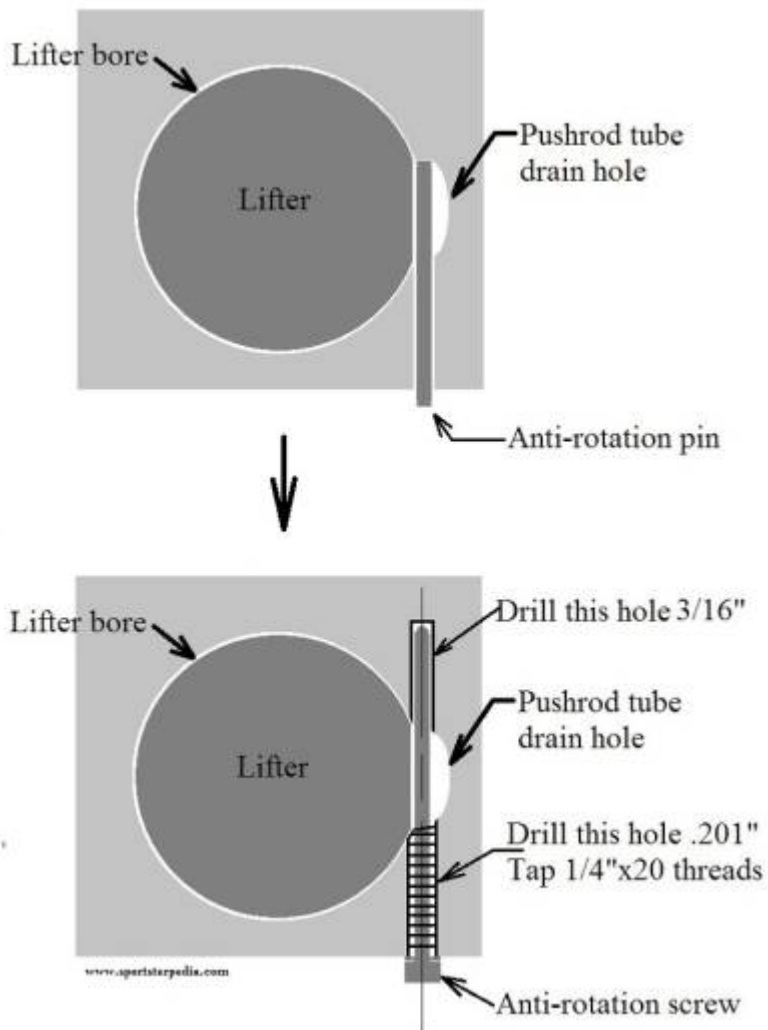 Lifter bore
Pushrod tube
drain hole
Lifter
Anti-rotation pin
Drill this hole 3/16"
Lifter bore
Pushrod tube
drain hole
Lifter
Drill this hole .201"
Tap 1/4"x20 threads
www.sportsterpedia.com
Anti-rotation screw